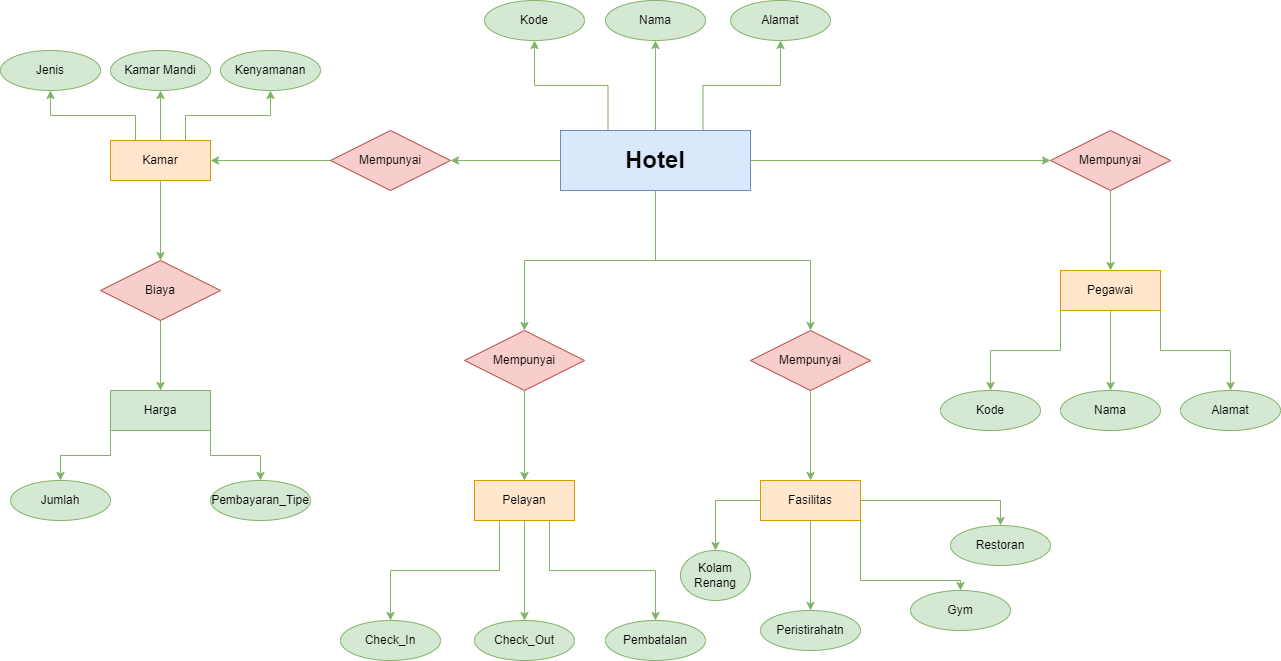 Kode
Nama
Alamat
Jenis
Kamar Mandi
Kenyamanan
Kamar
Mempunyai
Hotel
Mempunyai
Biaya
Pegawai
Mempunyai
Mempunyai
Harga
Kode
Nama
Alamat
Jumlah
Pembayaran_Tipe
Pelayan
Fasilitas
Restoran
Kolam
Renang
Gym
Peristirahatn
Check_In
Check_Out
Pembatalan